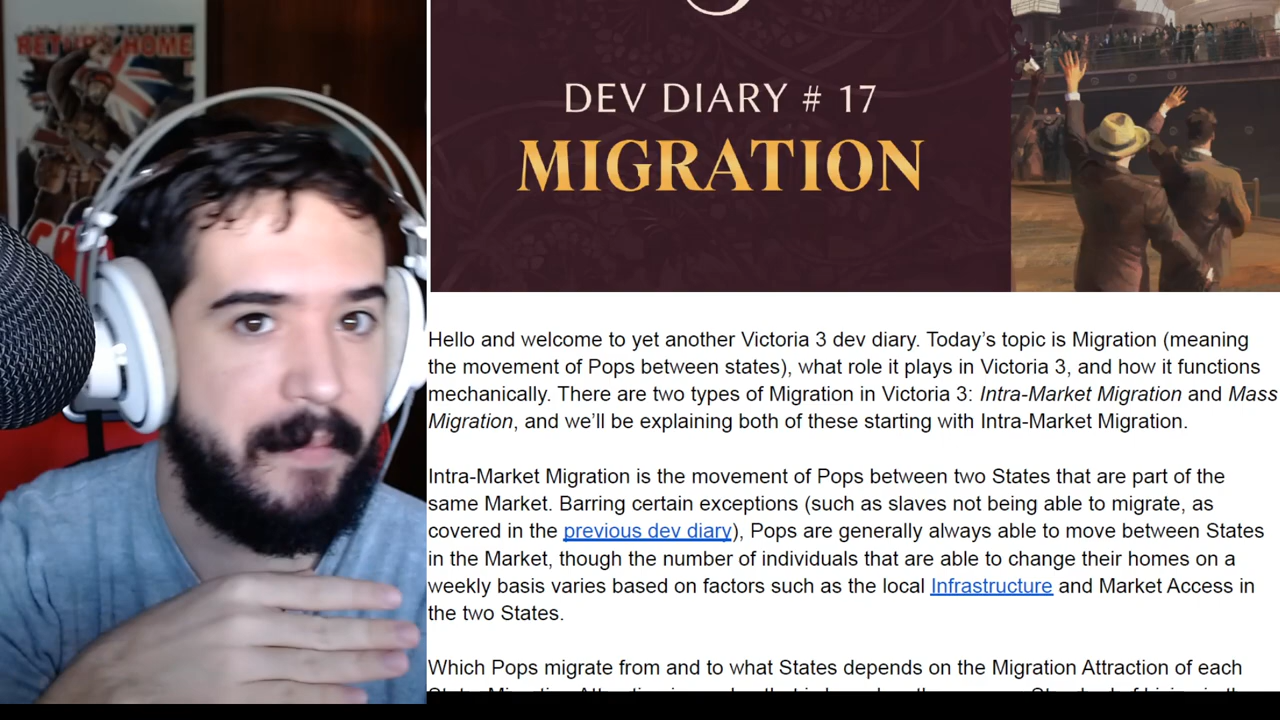 RETURN HOME
DEV DIARY # 17
MIGRATION
Hello and welcome to yet another Victoria 3 dev diary. Today’s topic is Migration (meaning
the movement of Pops between states), what role it plays in Victoria 3, and how it functions
mechanically. There are two types of Migration in Victoria 3: Intra-Market Migration and Mass
Migration, and we’ll be explaining both of these starting with Intra-Market Migration.
Intra-Market Migration is the movement of Pops between two States that are part of the
same Market. Barring certain exceptions (such as slaves not being able to migrate, as
covered in the previous dev diary), Pops are generally always able to move between States
in the Market, though the number of individuals that are able to change their homes on a
weekly basis varies based on factors such as the local Infrastructure and Market Access in
the two States.
Which Pops migrate from and to what States depends on the Migration Attraction of each